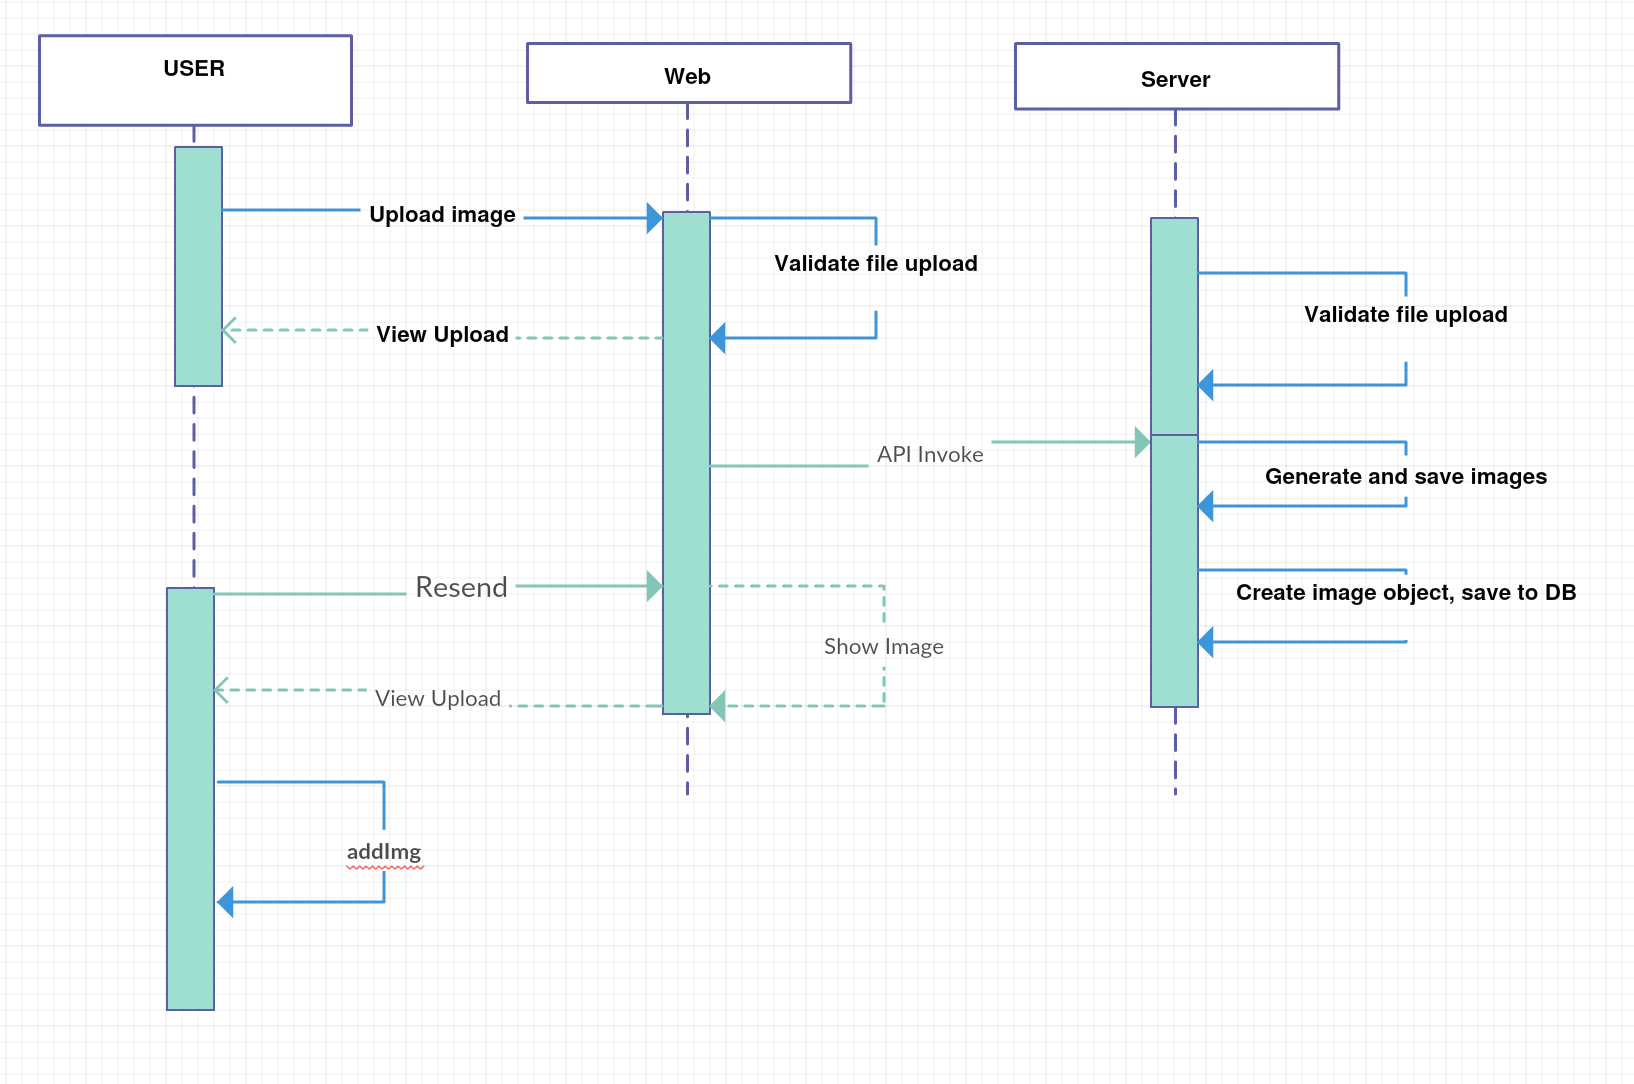 USER
Web
Server
Upload image
Validate file upload
Validate file upload
View Upload
API Invoke
Generate and save images
Resend
Create image object, save to DB
Show Image
View Upload
addImg